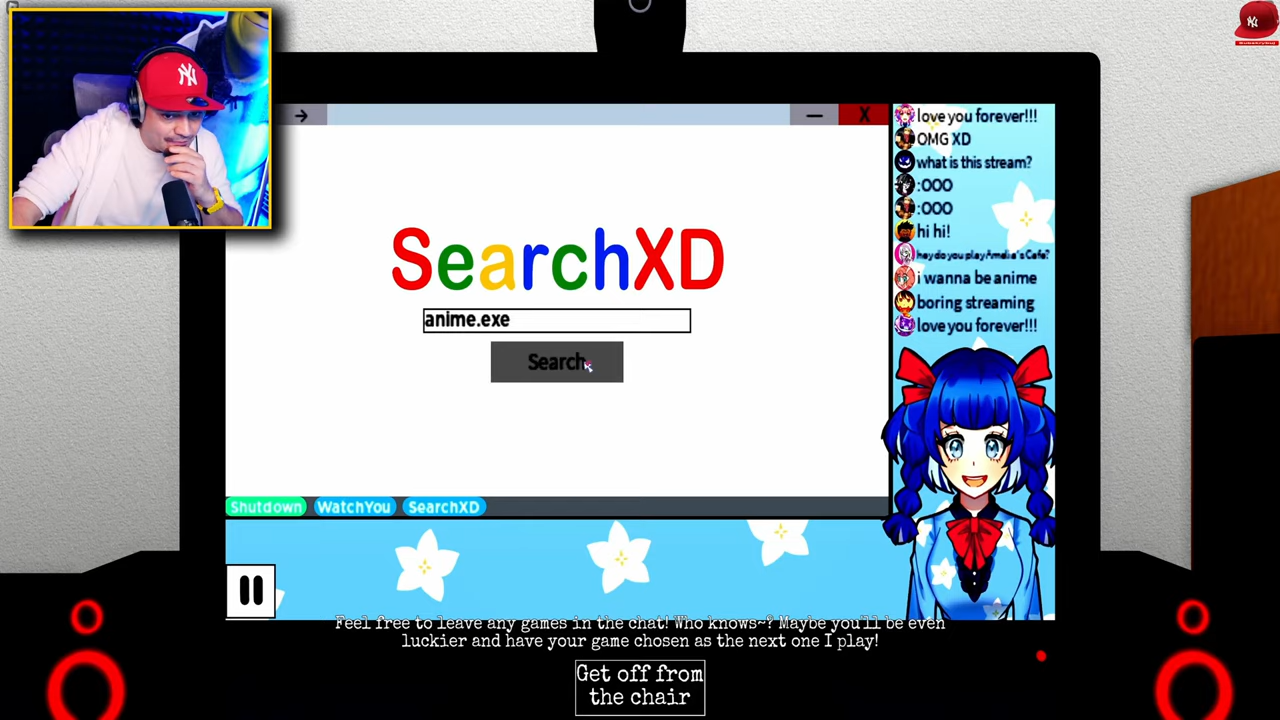 →
—
X
SearchXD
anime.exe
Search
Shutdown
WatchYou
SearchXD
love you forever!!!
OMG XD
what is this stream?
:OOO
:OOO
hi hi!
hey do you play Amelia's Cafe?
i wanna be anime
boring streaming
love you forever!!!
Feel free to leave any games in the chat! Who knows~? Maybe you'll be even
luckier and have your game chosen as the next one I play!
Get off from
the chair